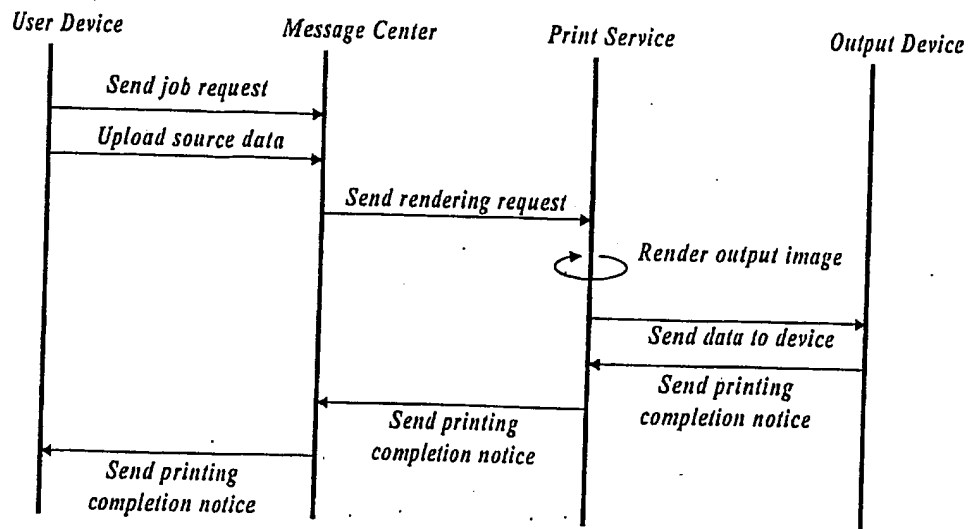 User Device
Message Center
Print Service
Output Device
Send job request
Upload source data
Send rendering request
Render output image
Send data to device
Send printing
completion notice
Send printing
completion notice
Send printing
completion notice